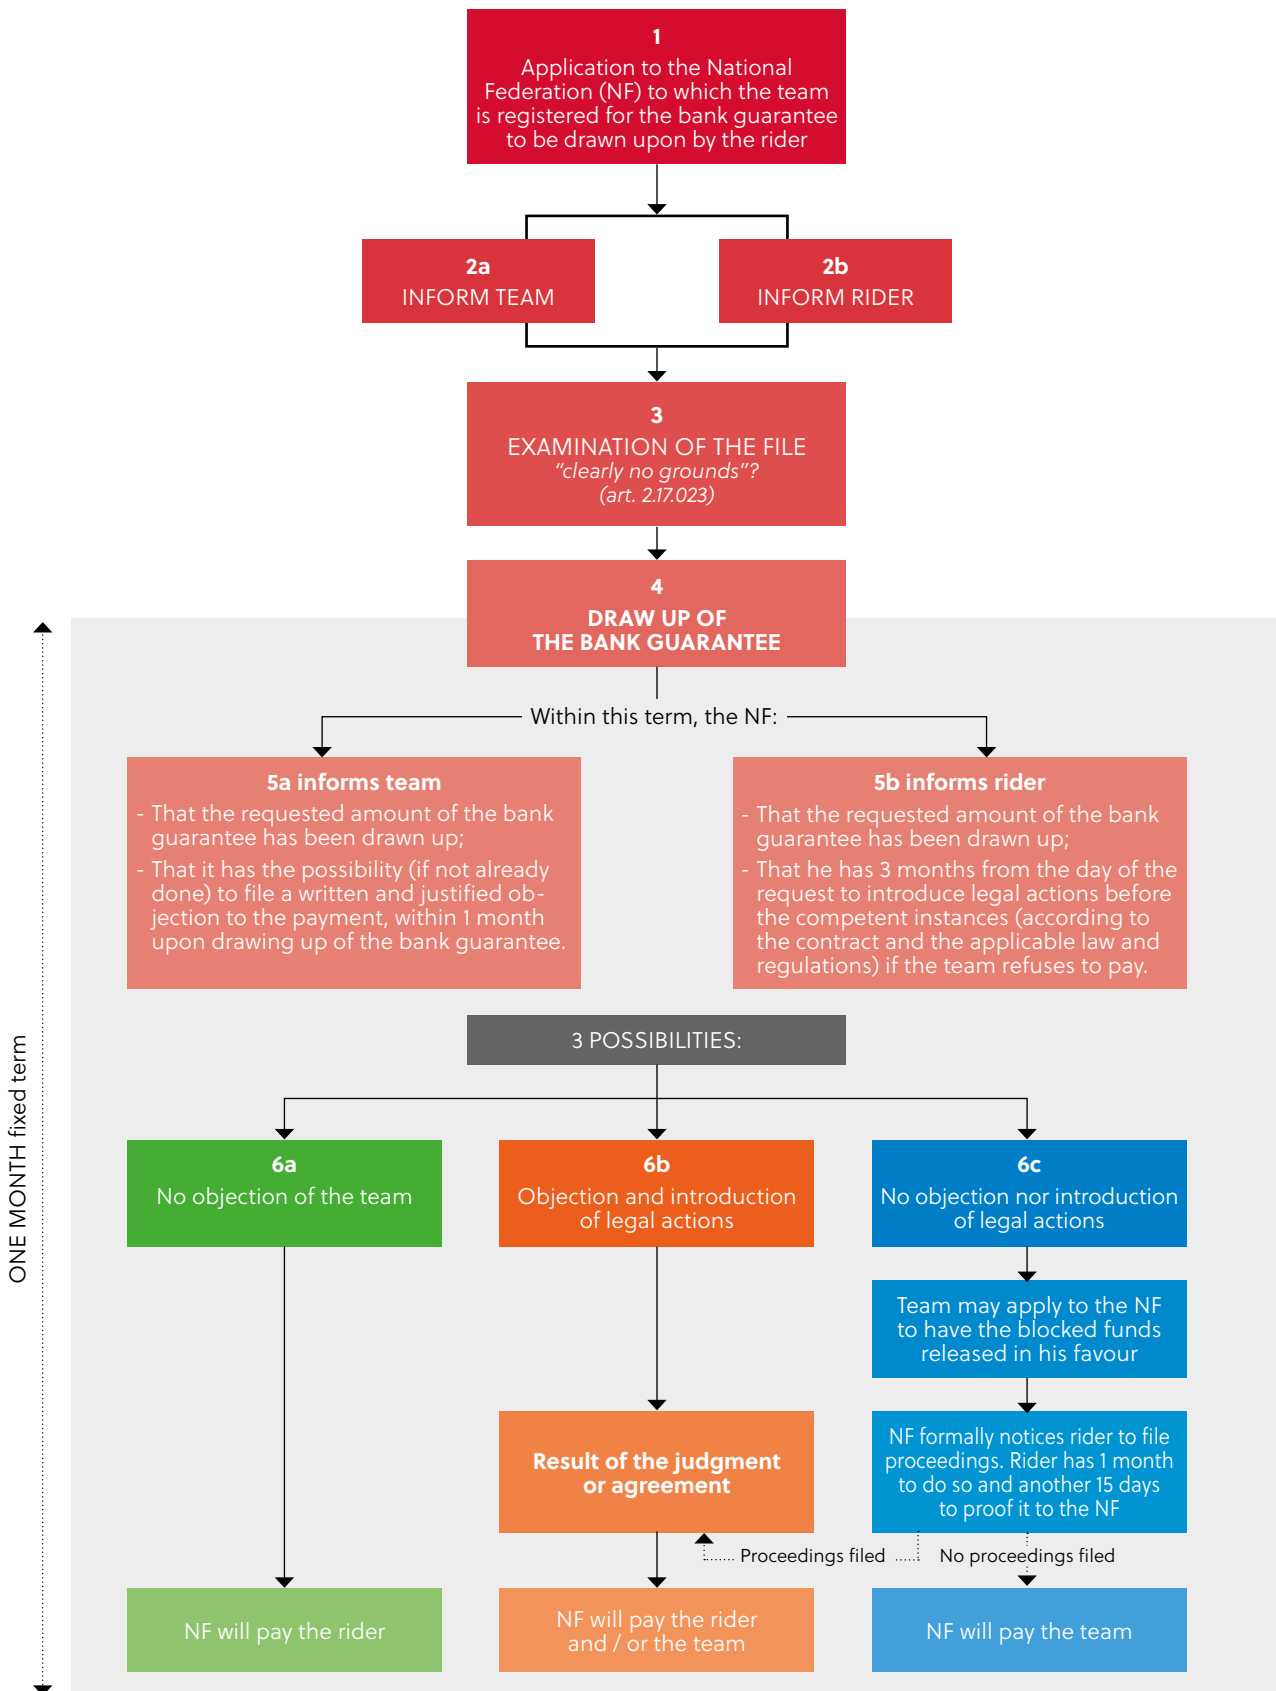 1
Application to the National
Federation (NF) to which the team
is registered for the bank guarantee
to be drawn upon by the rider
2a
INFORM TEAM
2b
INFORM RIDER
3
EXAMINATION OF THE FILE
“clearly no grounds”?
(art. 2.17.023)
4
DRAW UP OF
THE BANK GUARANTEE
ONE MONTH fixed term
Within this term, the NF:
5a informs team
- That the requested amount of the bank
guarantee has been drawn up;
- That it has the possibility (if not already
done) to file a written and justified ob-
jection to the payment, within 1 month
upon drawing up of the bank guarantee.
5b informs rider
- That the requested amount of the bank
guarantee has been drawn up;
- That he has 3 months from the day of the
request to introduce legal actions before
the competent instances (according to
the contract and the applicable law and
regulations) if the team refuses to pay.
3 POSSIBILITIES:
6a
No objection of the team
6b
Objection and introduction
of legal actions
6c
No objection nor introduction
of legal actions
Team may apply to the NF
to have the blocked funds
released in his favour
Result of the judgment
or agreement
NF formally notices rider to file
proceedings. Rider has 1 month
to do so and another 15 days
to proof it to the NF
Proceedings filed
No proceedings filed
NF will pay the rider
NF will pay the rider
and / or the team
NF will pay the team